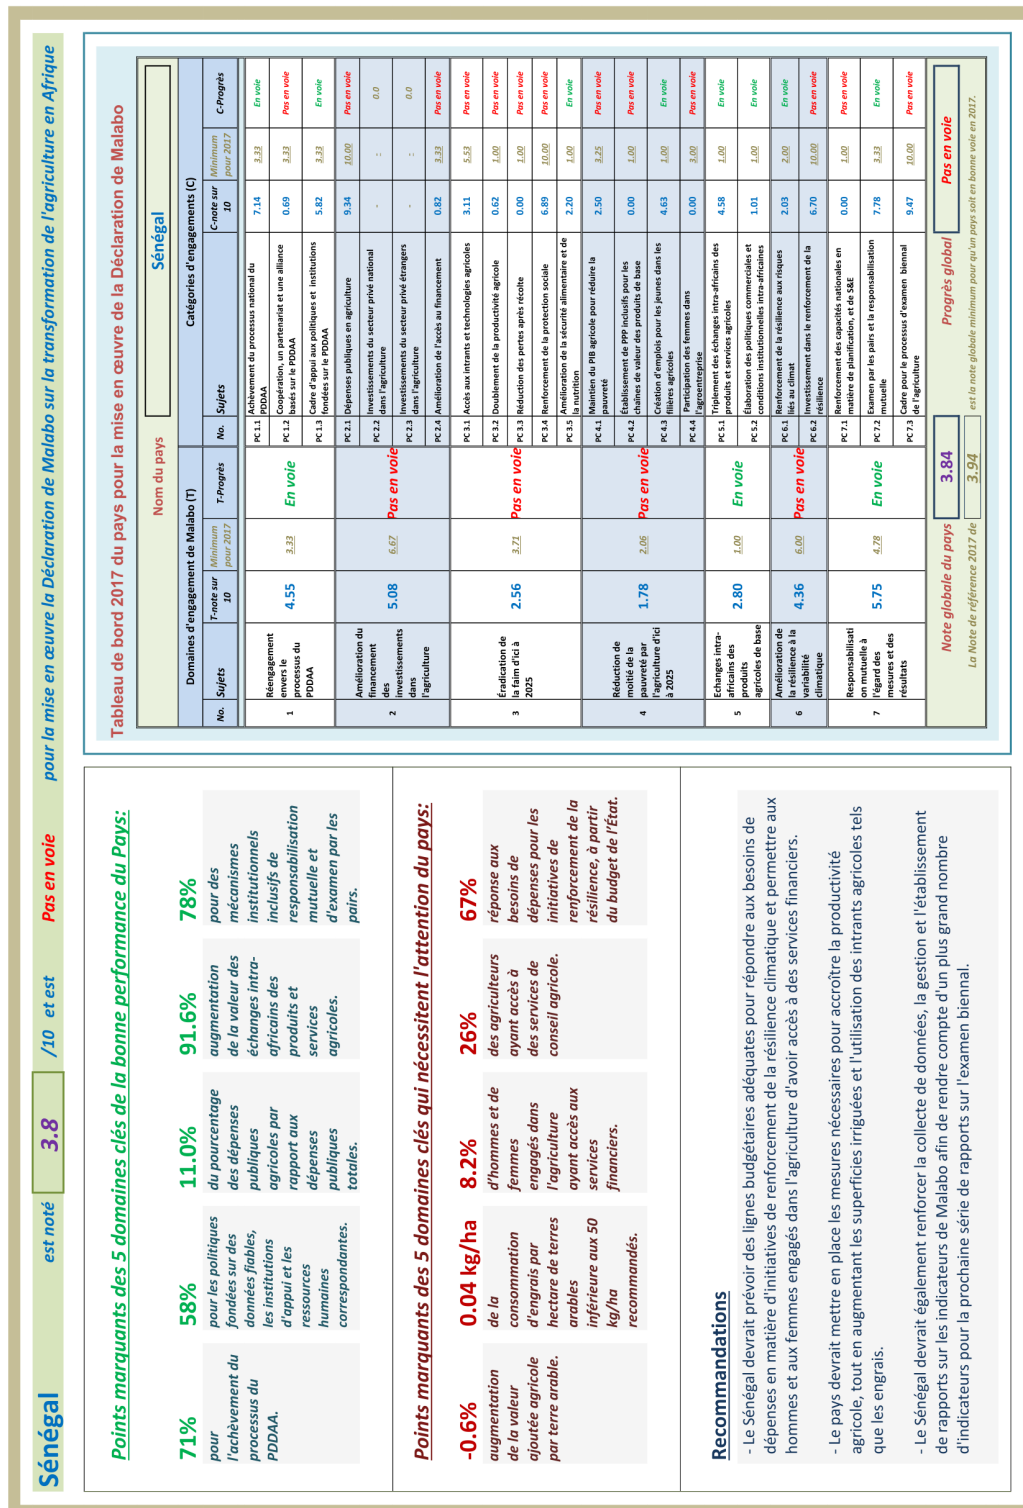 Sénégal est noté 3.8 /10 et est Pas en voie pour la mise en œuvre la Déclaration de Malabo sur la transformation de l'agriculture en Afrique
Points marquants des 5 domaines clés de la bonne performance du Pays:
71%
pour
l'achèvement du
processus du
PDDAA.
58%
pour les politiques
fondées sur des
données fiables,
les institutions
d'appui et les
ressources
humaines
correspondantes.
11.0%
du pourcentage
des dépenses
publiques
agricoles par
rapport aux
dépenses
publiques
totales.
91.6%
augmentation
de la valeur des
échanges intra-
africains des
produits et
services
agricoles.
78%
pour des
mécanismes
institutionnels
inclusifs de
responsabilisation
mutuelle et
d'examen par les
pairs.
Points marquants des 5 domaines clés qui nécessitent l'attention du pays:
-0.6%
augmentation
de la valeur
ajoutée agricole
par terre arable.
0.04 kg/ha
de la
consommation
d'engrais par
hectare de terres
arables
inférieure aux 50
kg/ha
recommandés.
8.2%
d'hommes et de
femmes
engagés dans
l'agriculture
ayant accès aux
services
financiers.
26%
des agriculteurs
ayant accès à
des services de
conseil agricole.
67%
réponse aux
besoins de
dépenses pour les
initiatives de
renforcement de la
résilience, à partir
du budget de l'État.
Recommandations
- Le Sénégal devrait prévoir des lignes budgétaires adéquates pour répondre aux besoins de
dépenses en matière d'initiatives de renforcement de la résilience climatique et permettre aux
hommes et aux femmes engagés dans l'agriculture d'avoir accès à des services financiers.
- Le pays devrait mettre en place les mesures nécessaires pour accroître la productivité
agricole, tout en augmentant les superficies irriguées et l'utilisation des intrants agricoles tels
que les engrais.
- Le Sénégal devrait également renforcer la collecte de données, la gestion et l'établissement
de rapports sur les indicateurs de Malabo afin de rendre compte d'un plus grand nombre
d'indicateurs pour la prochaine série de rapports sur l'examen biennal.
Tableau de bord 2017 du pays pour la mise en œuvre de la Déclaration de Malabo
Nom du pays Sénégal
Domaines d'engagement de Malabo (T) Catégories d'engagements (C)
No. Sujets T-note sur 10 Minimum pour 2017 T-Progrès No. Sujets C-note sur 10 Minimum pour 2017 C-Progrès
1 Réengagement envers le processus du PDDAA 4.55 3.33 En voie
PC 1.1 Achèvement du processus national du PDDAA 7.14 3.33 En voie
PC 1.2 Coopération, un partenariat et une alliance basés sur le PDDAA 0.69 3.33 Pas en voie
PC 1.3 Cadre d'appui aux politiques et institutions fondées sur le PDDAA 5.82 3.33 En voie
2 Amélioration du financement des investissements dans l'agriculture 5.08 6.67 Pas en voie
PC 2.1 Dépenses publiques en agriculture 9.34 10.00 Pas en voie
PC 2.2 Investissements du secteur privé national dans l'agriculture - - 0.0
PC 2.3 Investissements du secteur privé étrangers dans l'agriculture - - 0.0
PC 2.4 Amélioration de l'accès au financement 0.82 3.33 Pas en voie
3 Eradication de la faim d'ici à 2025 2.56 3.71 Pas en voie
PC 3.1 Accès aux intrants et technologies agricoles 3.11 5.53 Pas en voie
PC 3.2 Doublement de la productivité agricole 0.62 1.00 Pas en voie
PC 3.3 Réduction des pertes après récolte 0.00 1.00 Pas en voie
PC 3.4 Renforcement de la protection sociale 6.89 10.00 Pas en voie
PC 3.5 Amélioration de la sécurité alimentaire et de la nutrition 2.20 1.00 En voie
4 Réduction de moitié de la pauvreté par l'agriculture d'ici à 2025 1.78 2.06 Pas en voie
PC 4.1 Maintien du PIB agricole pour réduire la pauvreté 2.50 3.25 Pas en voie
PC 4.2 Établissement de PPP inclusifs pour les chaînes de valeur des produits de base 0.00 1.00 Pas en voie
PC 4.3 Création d'emplois pour les jeunes dans les filières agricoles 4.63 1.00 En voie
PC 4.4 Participation des femmes dans l'agroentreprise 0.00 3.00 Pas en voie
5 Echanges intra-africains des produits agricoles de base 2.80 1.00 En voie
PC 5.1 Triplement des échanges intra-africains des produits et services agricoles 4.58 1.00 En voie
PC 5.2 Élaboration des politiques commerciales et conditions institutionnelles intra-africaines 1.01 1.00 En voie
6 Amélioration de la résilience à la variabilité climatique 4.36 6.00 Pas en voie
PC 6.1 Renforcement de la résilience aux risques liés au climat 2.03 2.00 En voie
PC 6.2 Investissement dans le renforcement de la résilience 6.70 10.00 Pas en voie
7 Responsabilisati on mutuelle à l'égard des mesures et des résultats 5.75 4.78 En voie
PC 7.1 Renforcement des capacités nationales en matière de planification, et de S&E 0.00 1.00 Pas en voie
PC 7.2 Examen par les pairs et la responsabilisation mutuelle 7.78 3.33 En voie
PC 7.3 Cadre pour le processus d'examen biennal de l'agriculture 9.47 10.00 Pas en voie
Note globale du pays 3.84 Progrès global Pas en voie
La Note de référence 2017 de 3.94 est la note globale minimum pour qu'un pays soit en bonne voie en 2017.